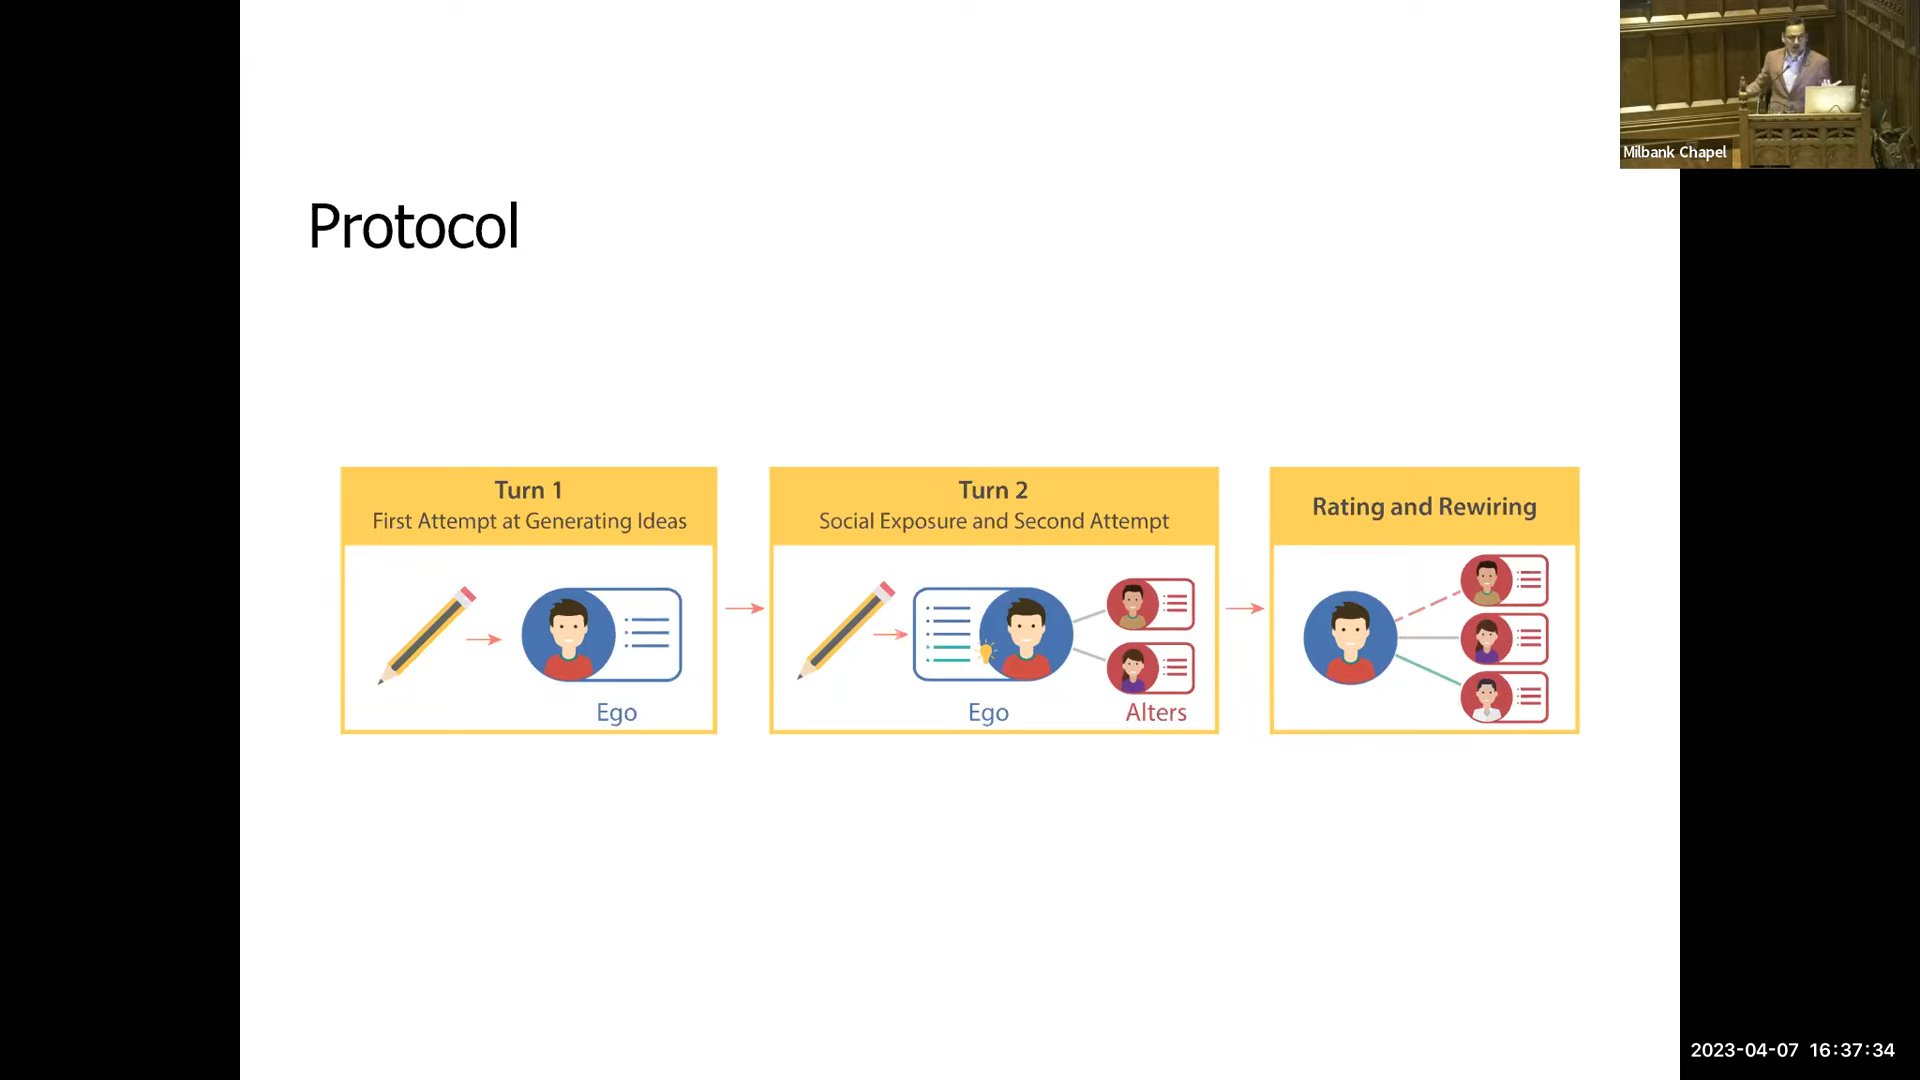 Milbank Chapel
Protocol
Turn 1
First Attempt at Generating Ideas
Ego
Turn 2
Social Exposure and Second Attempt
Ego
Alters
Rating and Rewiring
2023-04-07 16:37:34